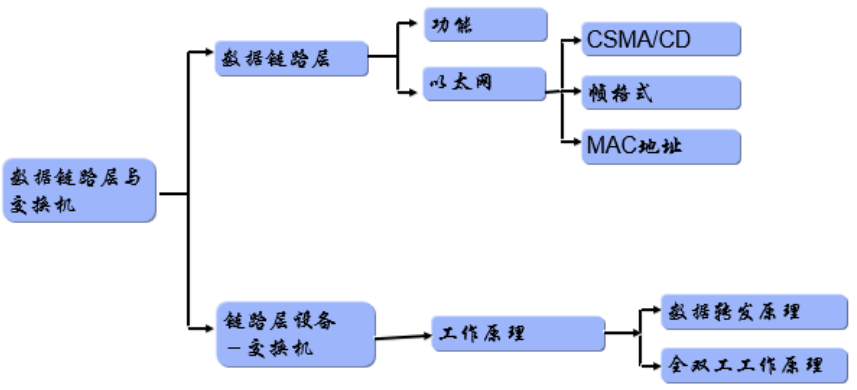 功能
CSMA/CD
数据链路层
以太网
帧格式
MAC地址
数据链路层与
交换机
链路层设备
－交换机
工作原理
数据转发原理
全双工工作原理